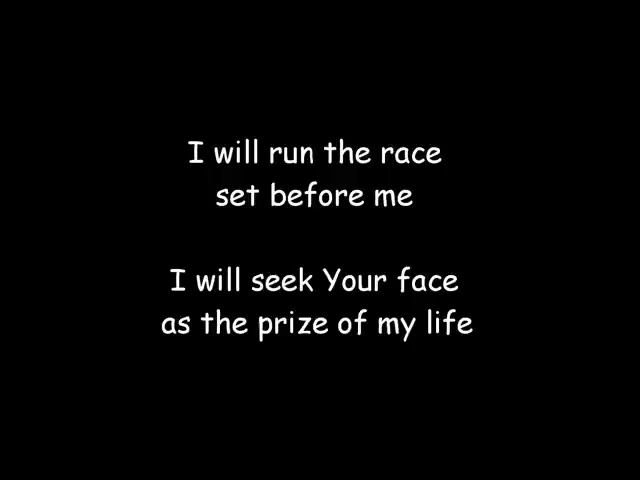 I will run the race
set before me
I will seek Your face
as the prize of my life